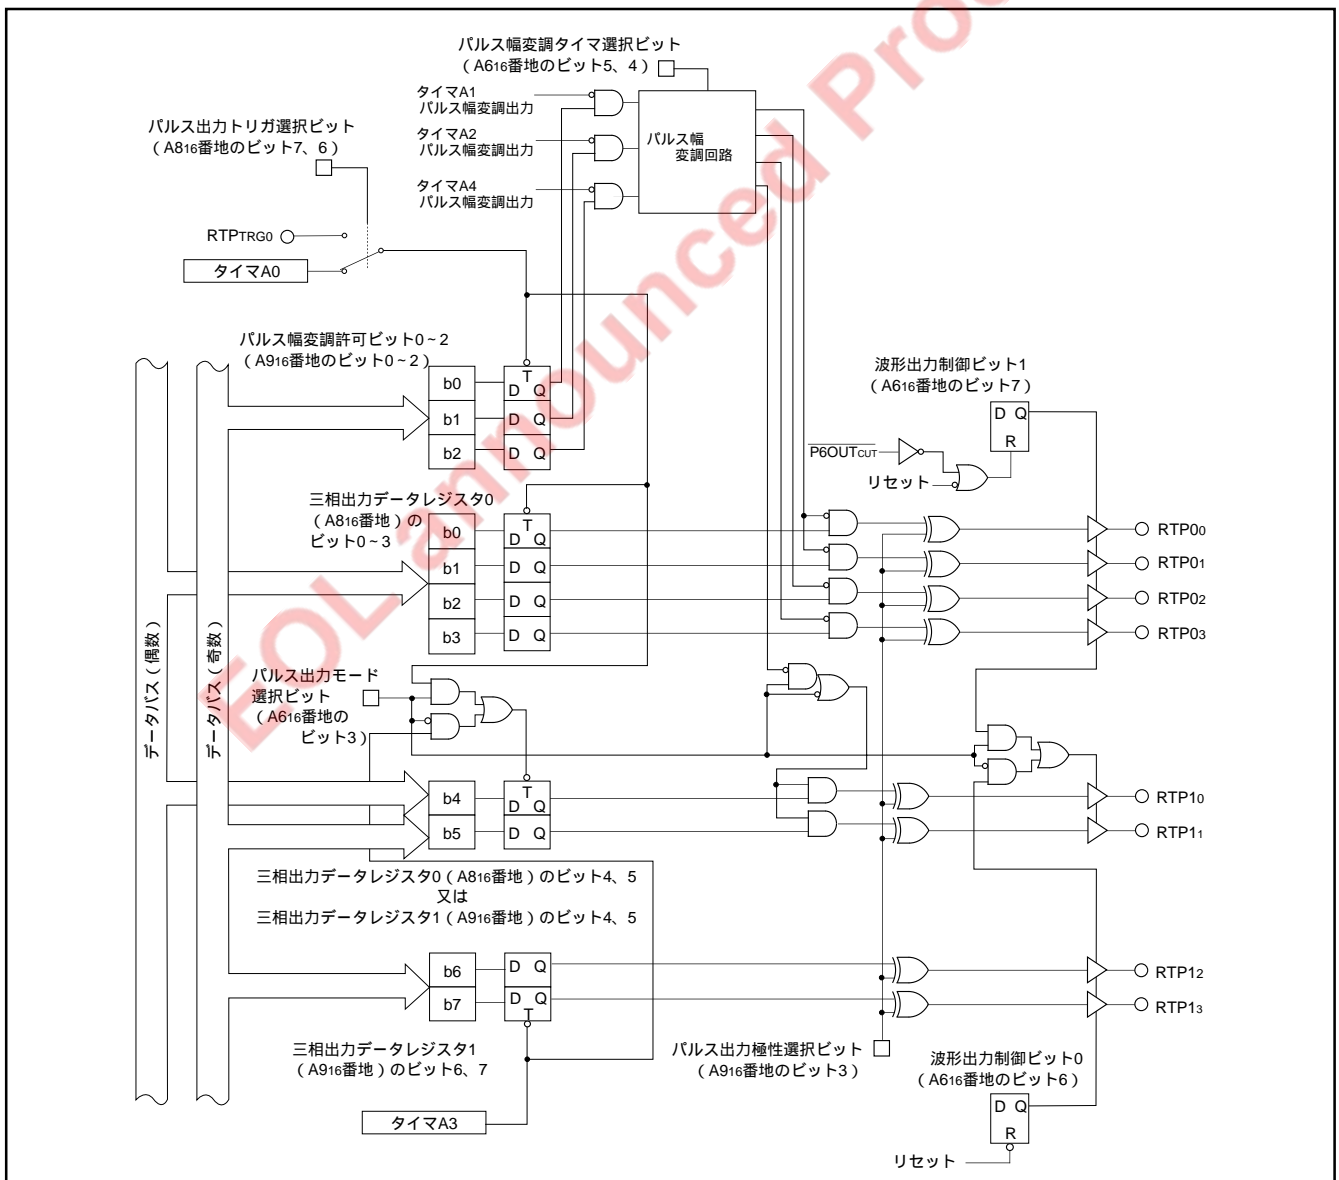 パルス幅変調タイマ選択ビット
(A616番地のビット5、4)
タイマA1
パルス幅変調出力
タイマA2
パルス幅変調出力
タイマA4
パルス幅変調出力
パルス幅
変調回路
パルス出力トリガ選択ビット
(A816番地のビット7、6)
RTPTRG0
タイマA0
パルス幅変調許可ビット0~2
(A916番地のビット0~2)
b0
b1
b2
T
D Q
D Q
D Q
波形出力制御ビット1
(A616番地のビット7)
D Q
R
P6OUTCUT
リセット
三相出力データレジスタ0
(A816番地)の
ビット0~3
b0
b1
b2
b3
T
D Q
D Q
D Q
D Q
RTP00
RTP01
RTP02
RTP03
データバス(偶数)
データバス(奇数)
パルス出力モード
選択ビット
(A616番地の
ビット3)
b4
b5
T
D Q
D Q
RTP10
RTP11
三相出力データレジスタ0(A816番地)のビット4、5
又は
三相出力データレジスタ1(A916番地)のビット4、5
b6
b7
D Q
D Q
T
RTP12
RTP13
三相出力データレジスタ1
(A916番地)のビット6、7
タイマA3
パルス出力極性選択ビット
(A916番地のビット3)
波形出力制御ビット0
(A616番地のビット6)
D Q
R
リセット
EOL announced Proc